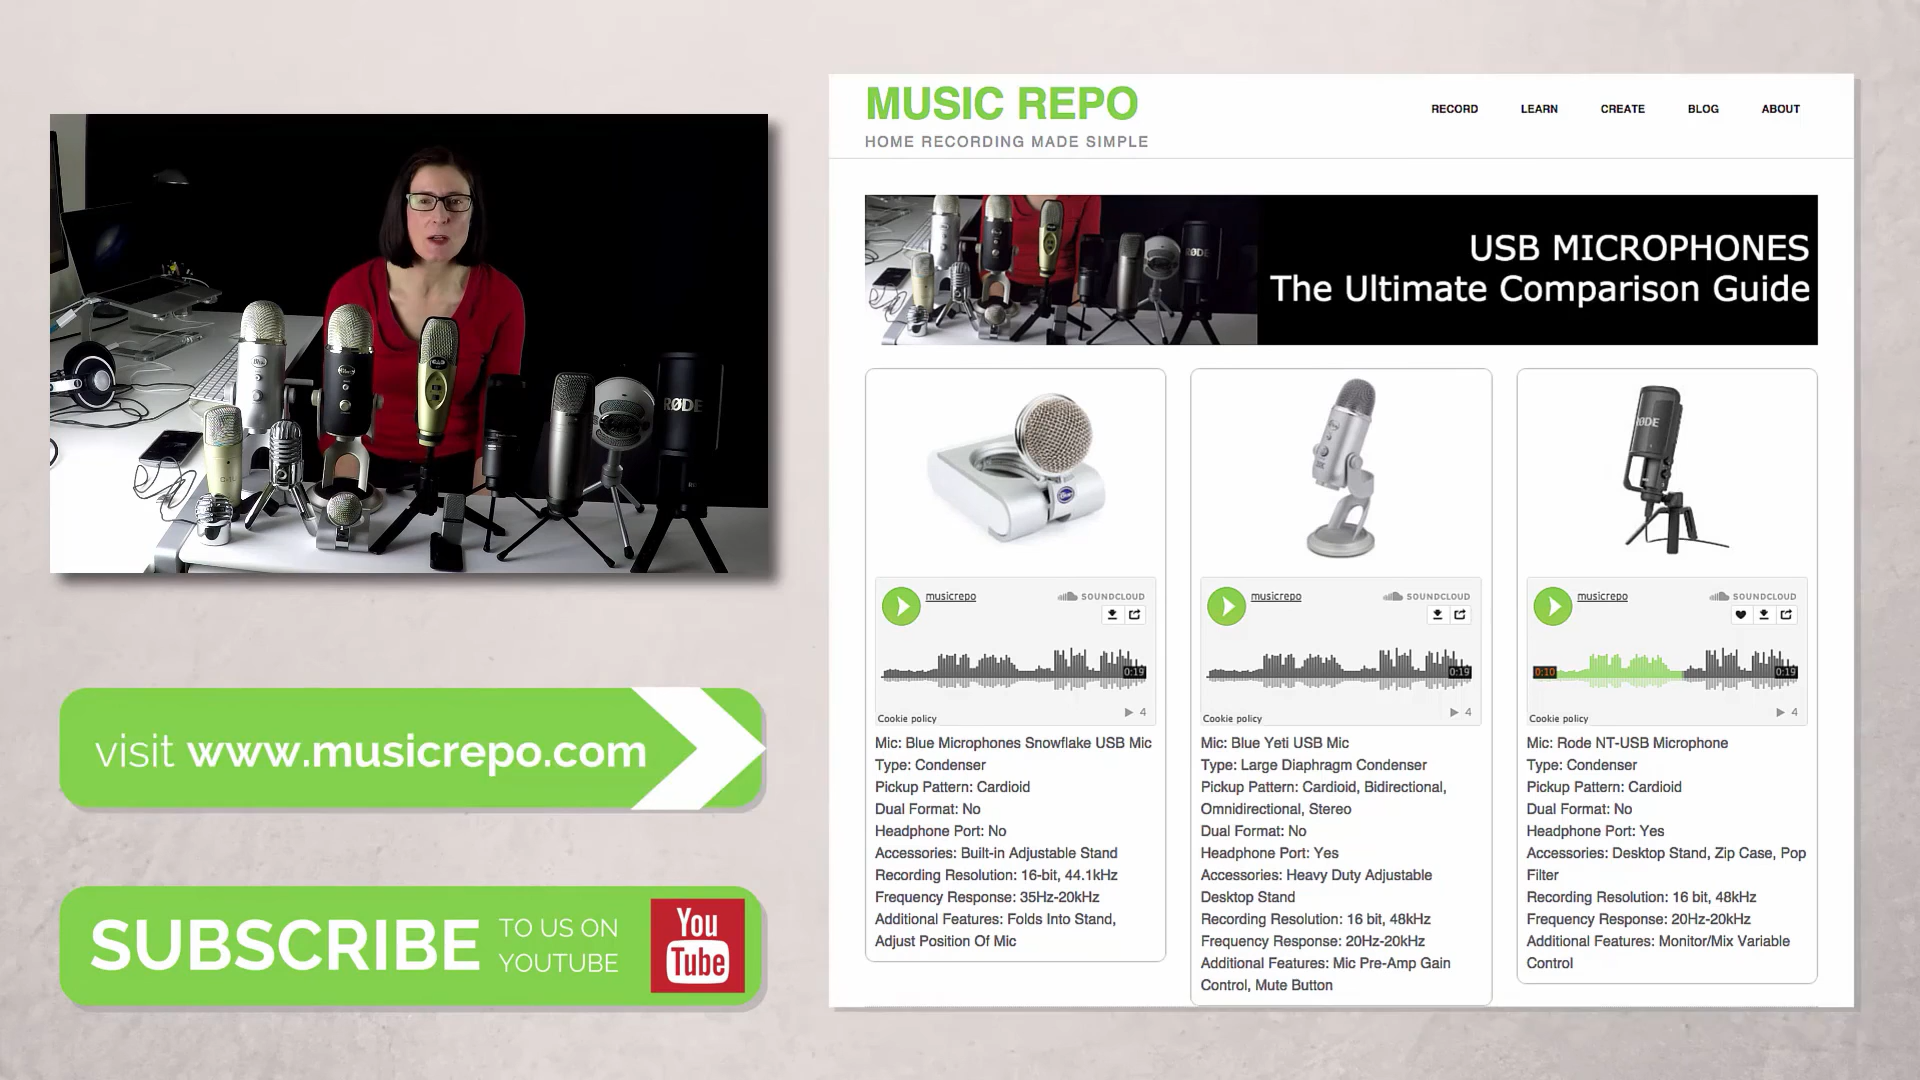 MUSIC REPO
HOME RECORDING MADE SIMPLE
RECORD LEARN CREATE BLOG ABOUT
RØDE
USB MICROPHONES
The Ultimate Comparison Guide
RØDE
RØDE
musicrepo
SOUNDCLOUD
0:19
Cookie policy
4
Mic: Blue Microphones Snowflake USB Mic
Type: Condenser
Pickup Pattern: Cardioid
Dual Format: No
Headphone Port: No
Accessories: Built-in Adjustable Stand
Recording Resolution: 16-bit, 44.1kHz
Frequency Response: 35Hz-20kHz
Additional Features: Folds Into Stand,
Adjust Position Of Mic
musicrepo
SOUNDCLOUD
0:19
Cookie policy
4
Mic: Blue Yeti USB Mic
Type: Large Diaphragm Condenser
Pickup Pattern: Cardioid, Bidirectional,
Omnidirectional, Stereo
Dual Format: No
Headphone Port: Yes
Accessories: Heavy Duty Adjustable
Desktop Stand
Recording Resolution: 16 bit, 48kHz
Frequency Response: 20Hz-20kHz
Additional Features: Mic Pre-Amp Gain
Control, Mute Button
musicrepo
SOUNDCLOUD
0:10
0:19
Cookie policy
4
Mic: Rode NT-USB Microphone
Type: Condenser
Pickup Pattern: Cardioid
Dual Format: No
Headphone Port: Yes
Accessories: Desktop Stand, Zip Case, Pop
Filter
Recording Resolution: 16 bit, 48kHz
Frequency Response: 20Hz-20kHz
Additional Features: Monitor/Mix Variable
Control
visit www.musicrepo.com
SUBSCRIBE
TO US ON
YOUTUBE
You
Tube